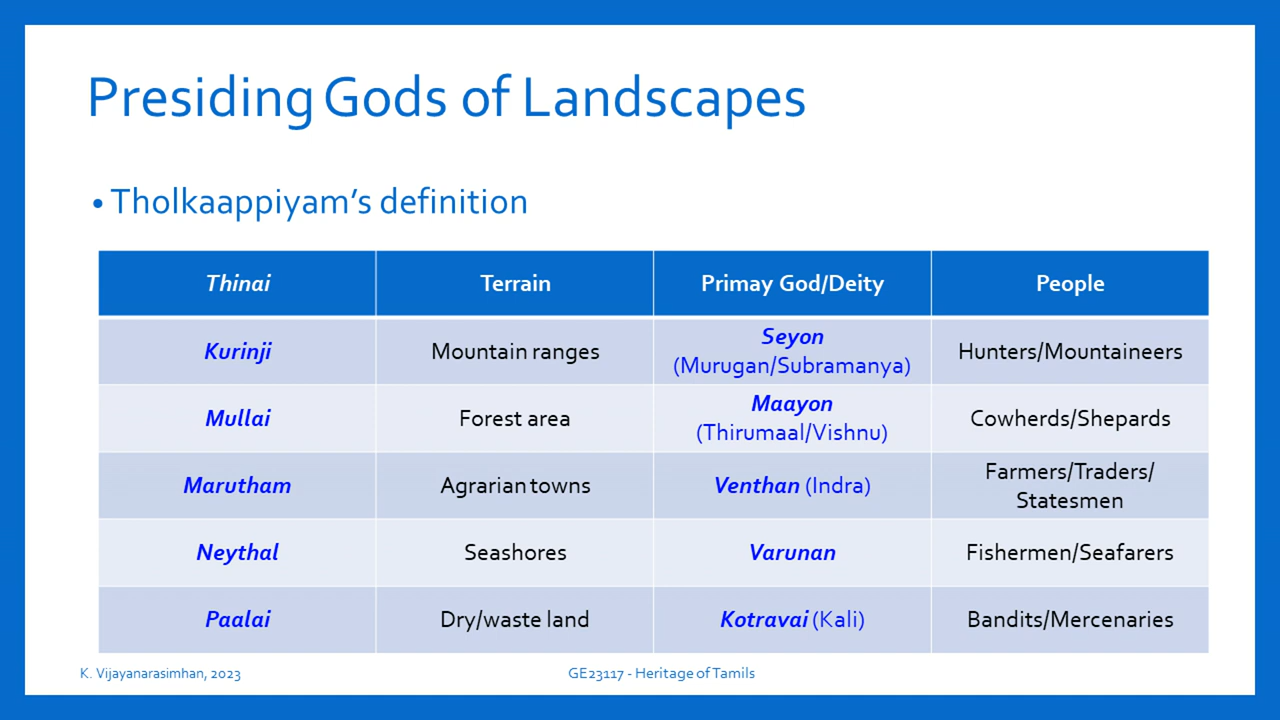 Presiding Gods of Landscapes
• Tholkaappiyam’s definition
Thinai Terrain Primay God/Deity People
Kurinji Mountain ranges Seyon (Murugan/Subramanya) Hunters/Mountaineers
Mullai Forest area Maayon (Thirumaal/Vishnu) Cowherds/Shepards
Marutham Agrarian towns Venthan (Indra) Farmers/Traders/ Statesmen
Neythal Seashores Varunan Fishermen/Seafarers
Paalai Dry/waste land Kotravai (Kali) Bandits/Mercenaries
K. Vijayanarasimhan, 2023 GE23117 - Heritage of Tamils